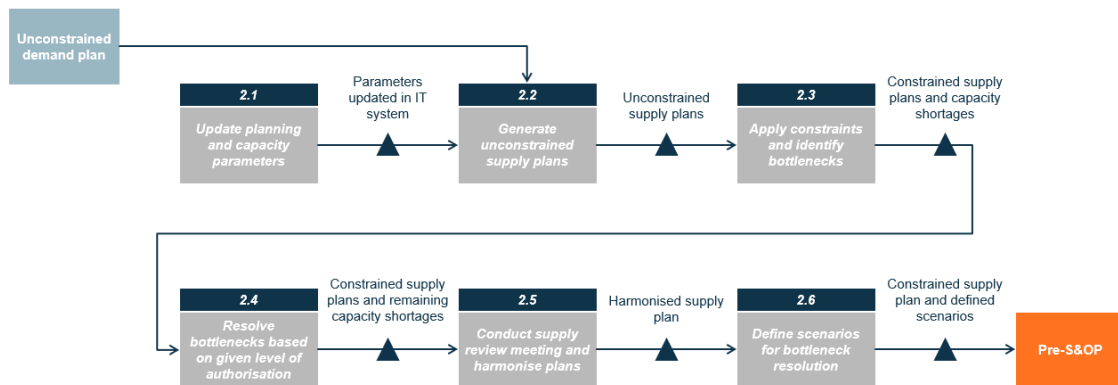 Unconstrained
demand plan
2.1
Update planning
and capacity
parameters
Parameters
updated in IT
system
2.2
Generate
unconstrained
supply plans
Unconstrained
supply plans
2.3
Apply constraints
and identify
bottlenecks
Constrained supply
plans and capacity
shortages
2.4
Resolve
bottlenecks based
on given level of
authorisation
Constrained supply
plans and remaining
capacity shortages
2.5
Conduct supply
review meeting and
harmonise plans
Harmonised supply
plan
2.6
Define scenarios
for bottleneck
resolution
Constrained supply
plan and defined
scenarios
Pre-S&OP